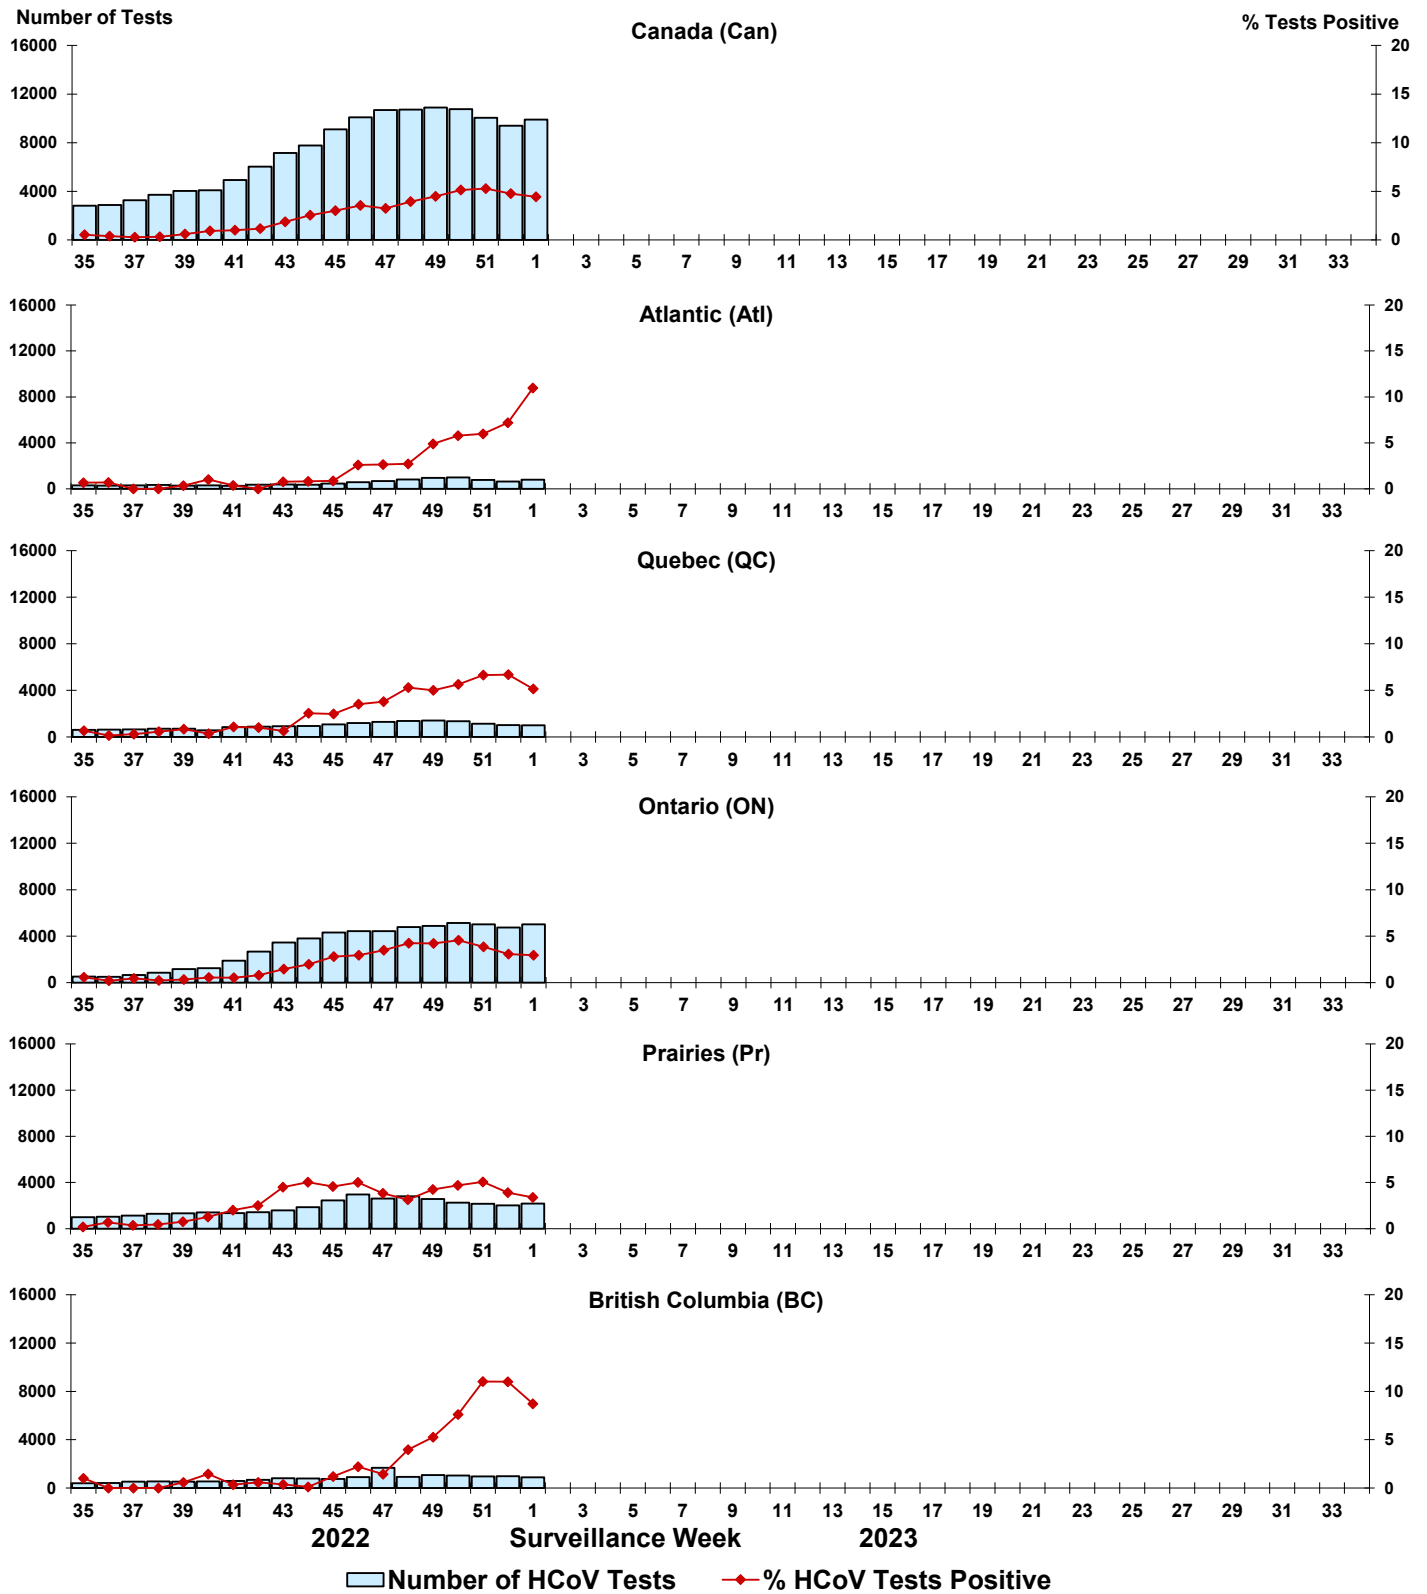 Number of Tests
Canada (Can)
% Tests Positive
16000 20
12000 15
8000 10
4000 5
0 0
35 37 39 41 43 45 47 49 51 1 3 5 7 9 11 13 15 17 19 21 23 25 27 29 31 33
Atlantic (Atl)
16000 20
12000 15
8000 10
4000 5
0 0
35 37 39 41 43 45 47 49 51 1 3 5 7 9 11 13 15 17 19 21 23 25 27 29 31 33
Quebec (QC)
16000 20
12000 15
8000 10
4000 5
0 0
35 37 39 41 43 45 47 49 51 1 3 5 7 9 11 13 15 17 19 21 23 25 27 29 31 33
Ontario (ON)
16000 20
12000 15
8000 10
4000 5
0 0
35 37 39 41 43 45 47 49 51 1 3 5 7 9 11 13 15 17 19 21 23 25 27 29 31 33
Prairies (Pr)
16000 20
12000 15
8000 10
4000 5
0 0
35 37 39 41 43 45 47 49 51 1 3 5 7 9 11 13 15 17 19 21 23 25 27 29 31 33
British Columbia (BC)
16000 20
12000 15
8000 10
4000 5
0 0
35 37 39 41 43 45 47 49 51 1 3 5 7 9 11 13 15 17 19 21 23 25 27 29 31 33
2022 Surveillance Week 2023
Number of HCoV Tests % HCoV Tests Positive